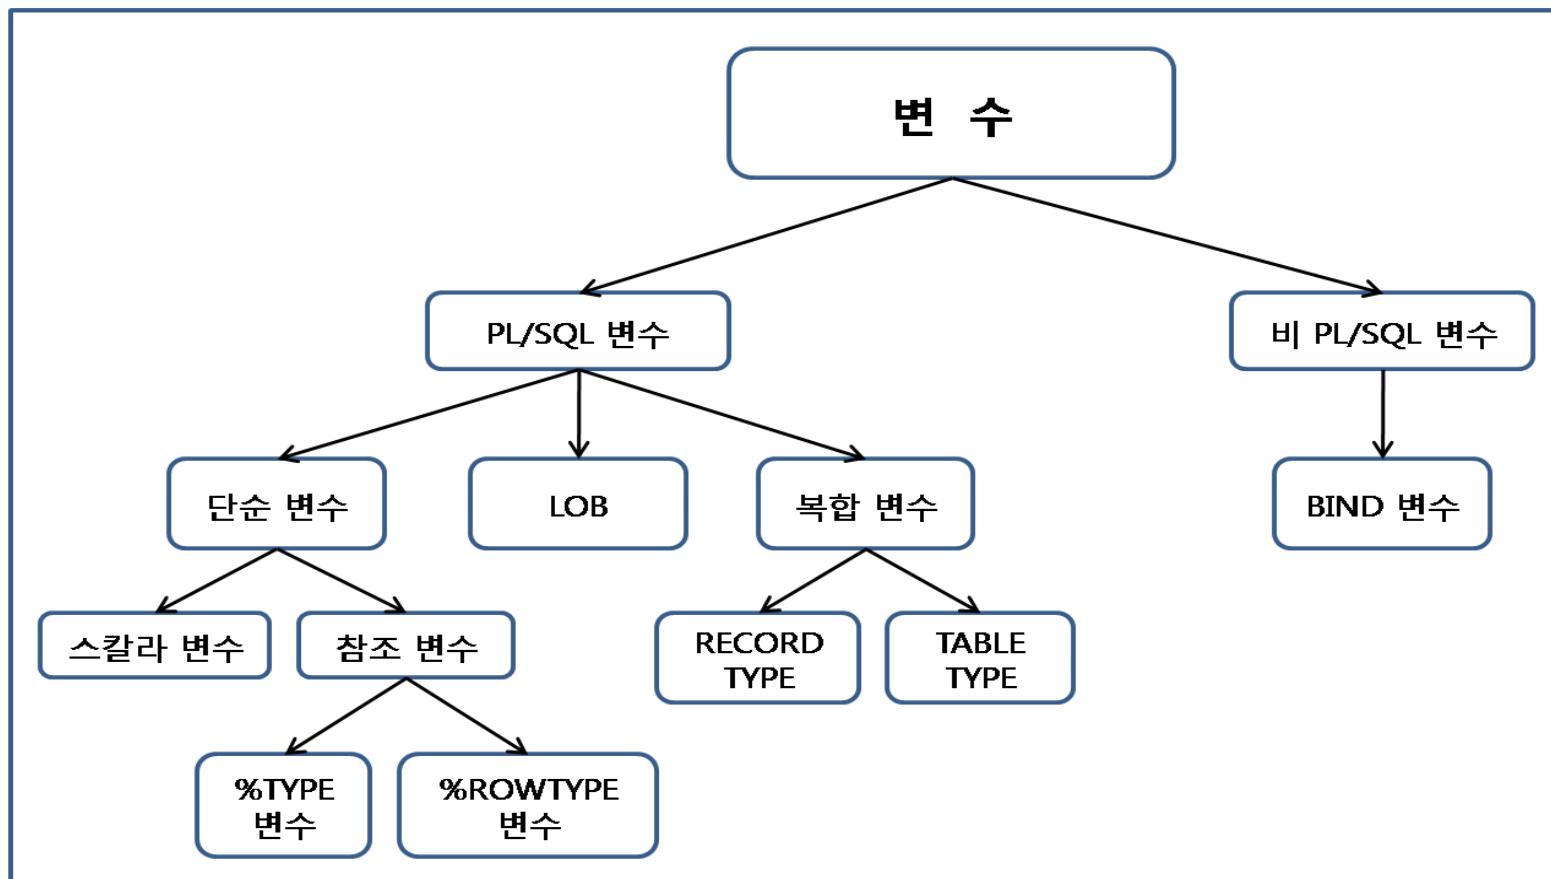 변 수
PL/SQL 변수
비 PL/SQL 변수
단순 변수
LOB
복합 변수
BIND 변수
스칼라 변수
참조 변수
RECORD
TYPE
TABLE
TYPE
%TYPE
변수
%ROWTYPE
변수